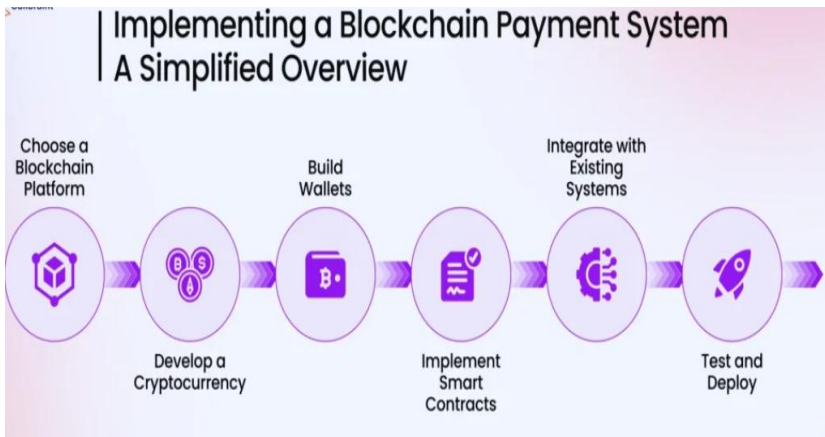 Implementing a Blockchain Payment System
A Simplified Overview
Choose a
Blockchain
Platform
Develop a
Cryptocurrency
Build
Wallets
Implement
Smart
Contracts
Integrate with
Existing
Systems
Test and
Deploy